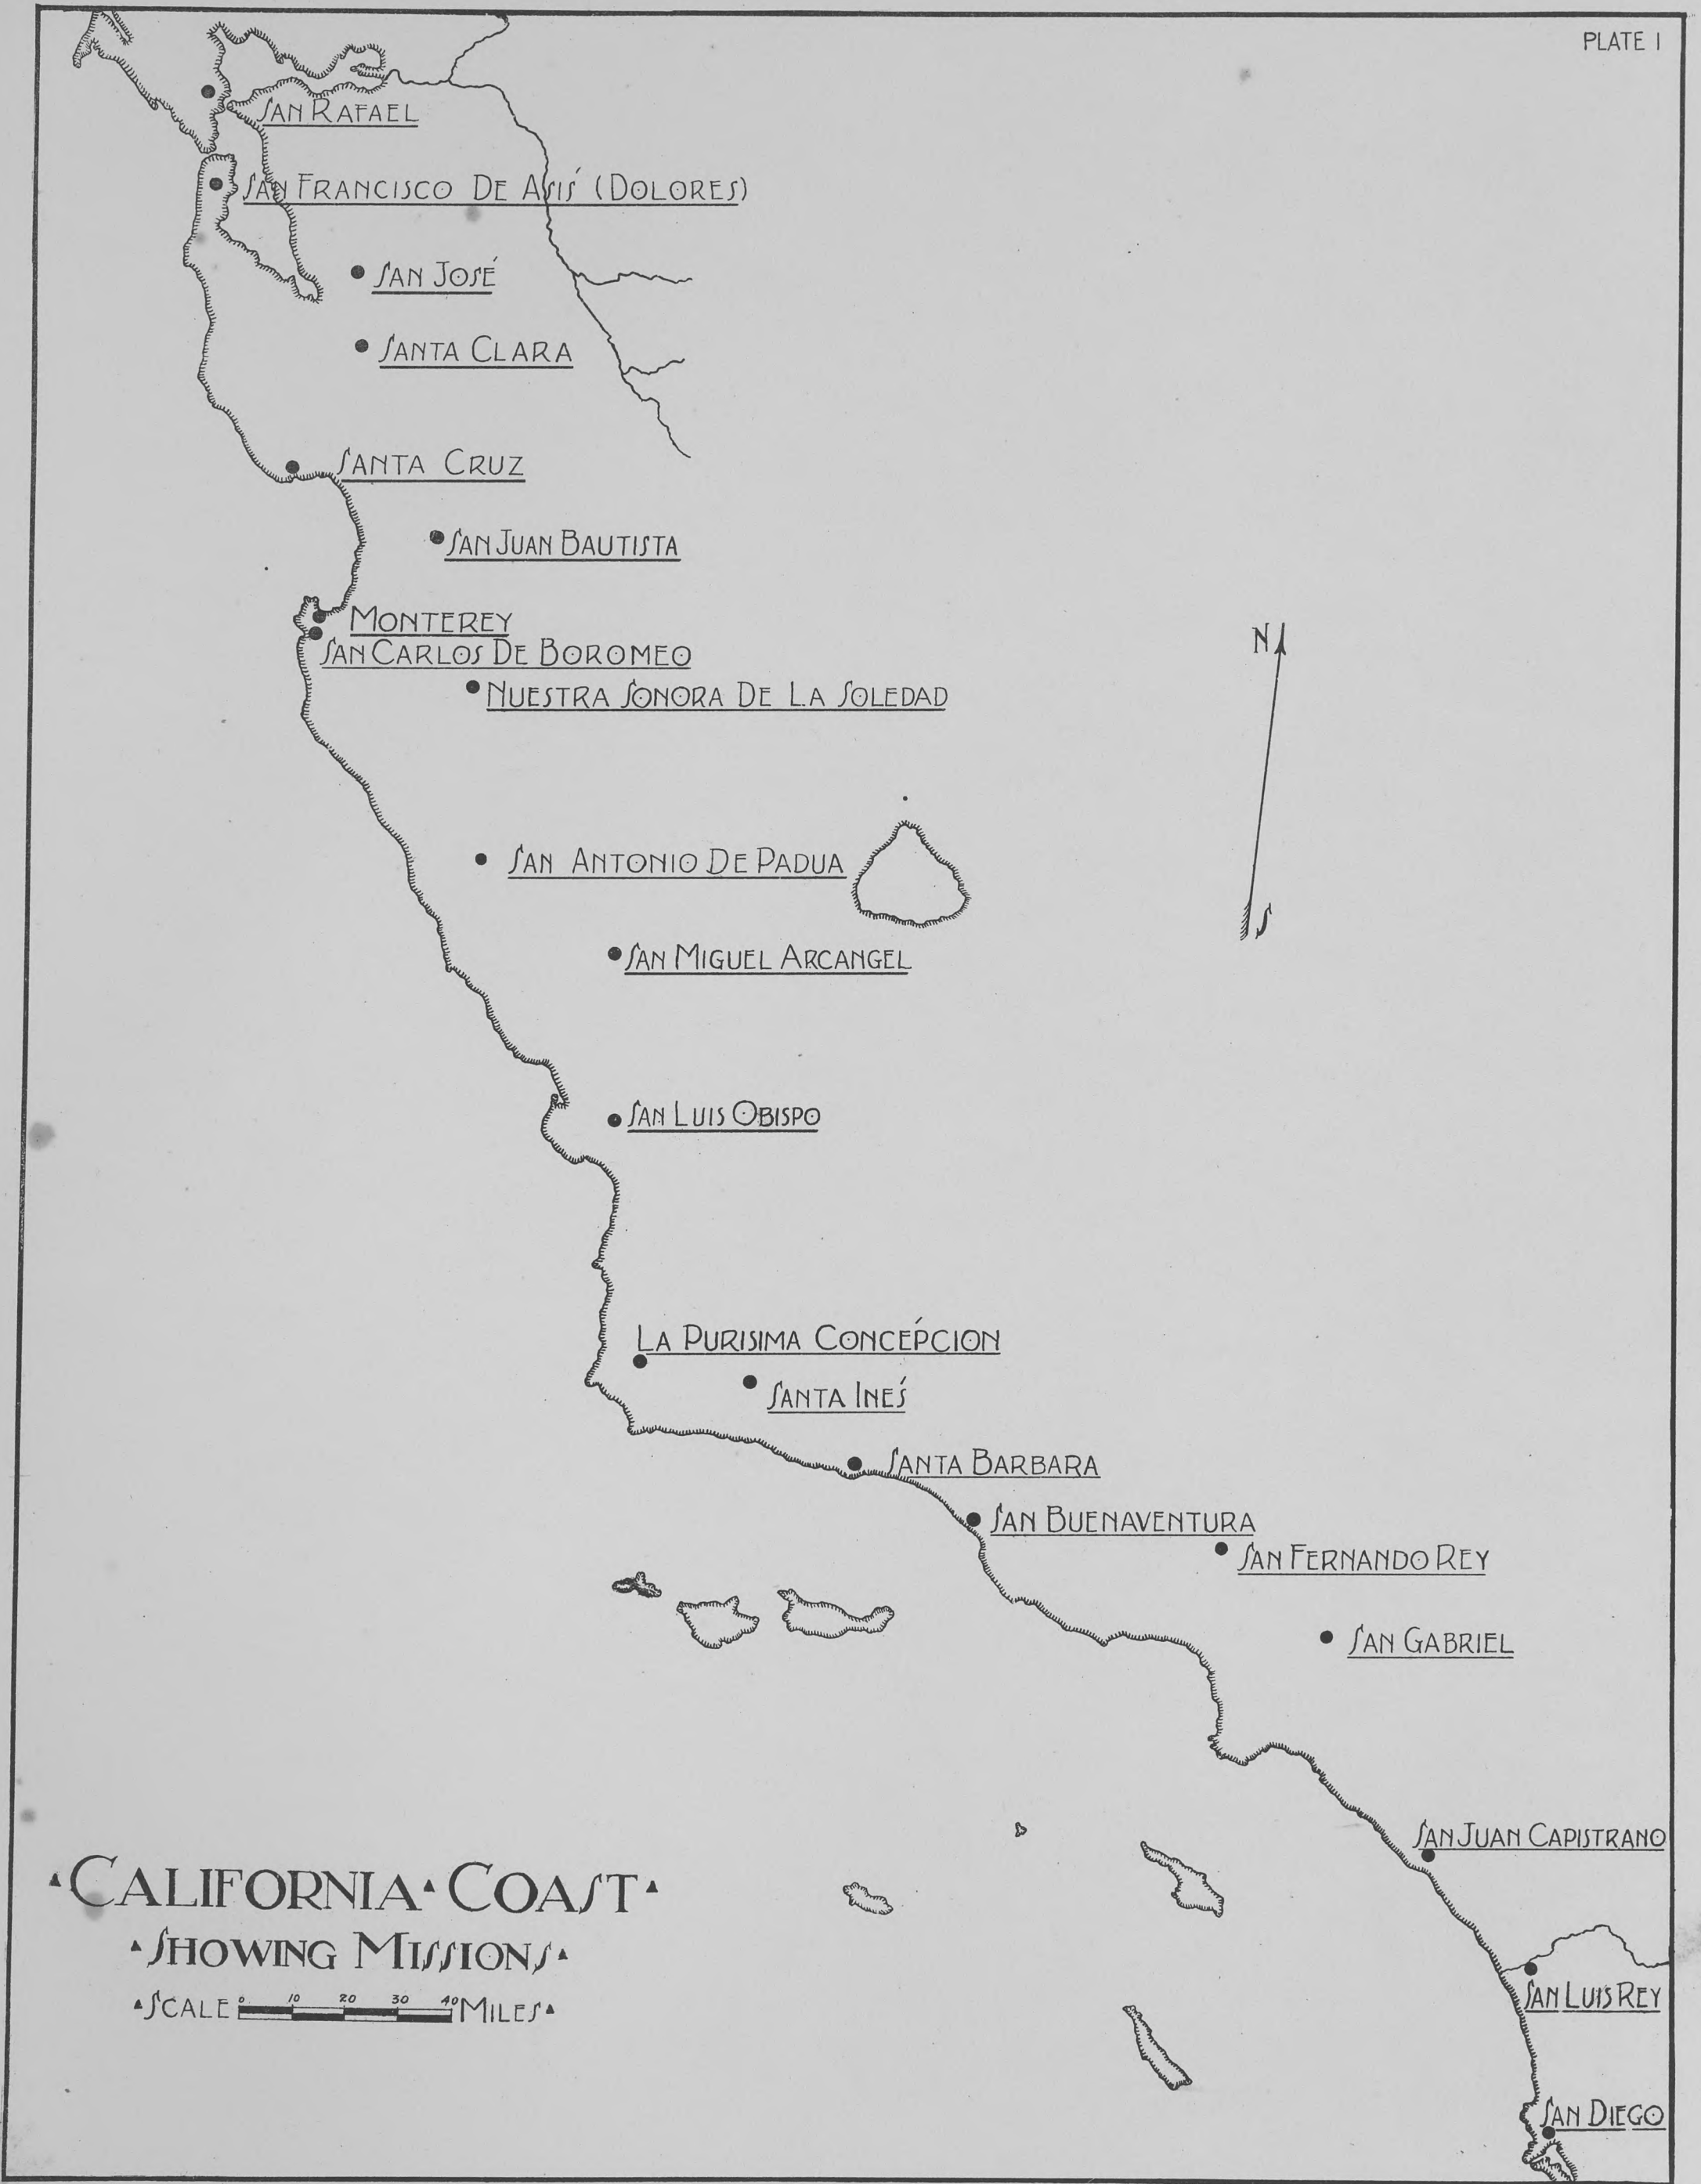 PLATE I
SAN RAFAEL
SAN FRANCISCO DE ASIS´ (DOLORES)
SAN JOSÉ
SANTA CLARA
SANTA CRUZ
SAN JUAN BAUTISTA
MONTEREY
SAN CARLOS DE BOROMEO
NUESTRA SONORA DE LA SOLEDAD
N
SAN ANTONIO DE PADUA
S
SAN MIGUEL ARCANGEL
SAN LUIS OBISPO
LA PURISIMA CONCEṔCION
SANTA INEŚ
SANTA BARBARA
SAN BUENAVENTURA
SAN FERNANDO REY
SAN GABRIEL
SAN JUAN CAPISTRANO
CALIFORNIA COAST
SHOWING MISSIONS
SCALE 0 10 20 30 40 MILES
SAN LUIS REY
SAN DIEGO